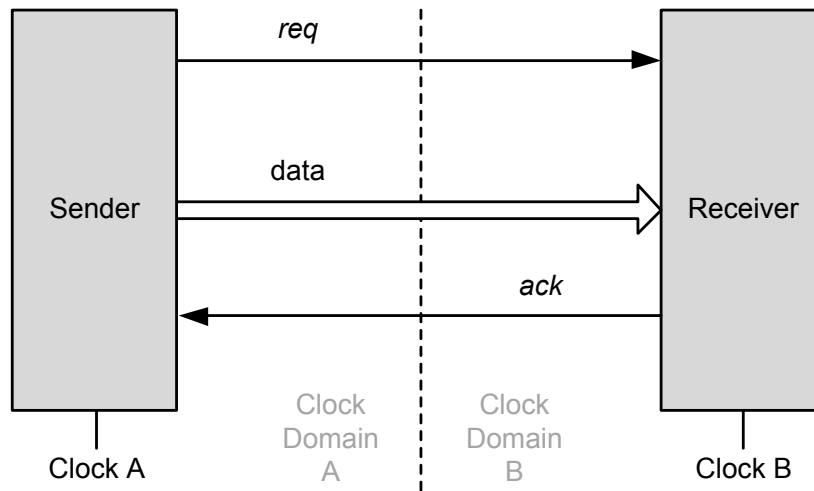 req
data
Sender
Receiver
ack
Clock
Domain
A
Clock
Domain
B
Clock A
Clock B